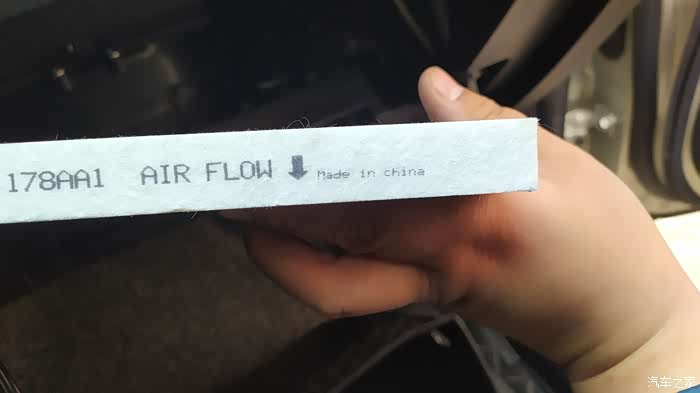 178AA1 AIR FLOW ⬇ Made in china
汽车之家